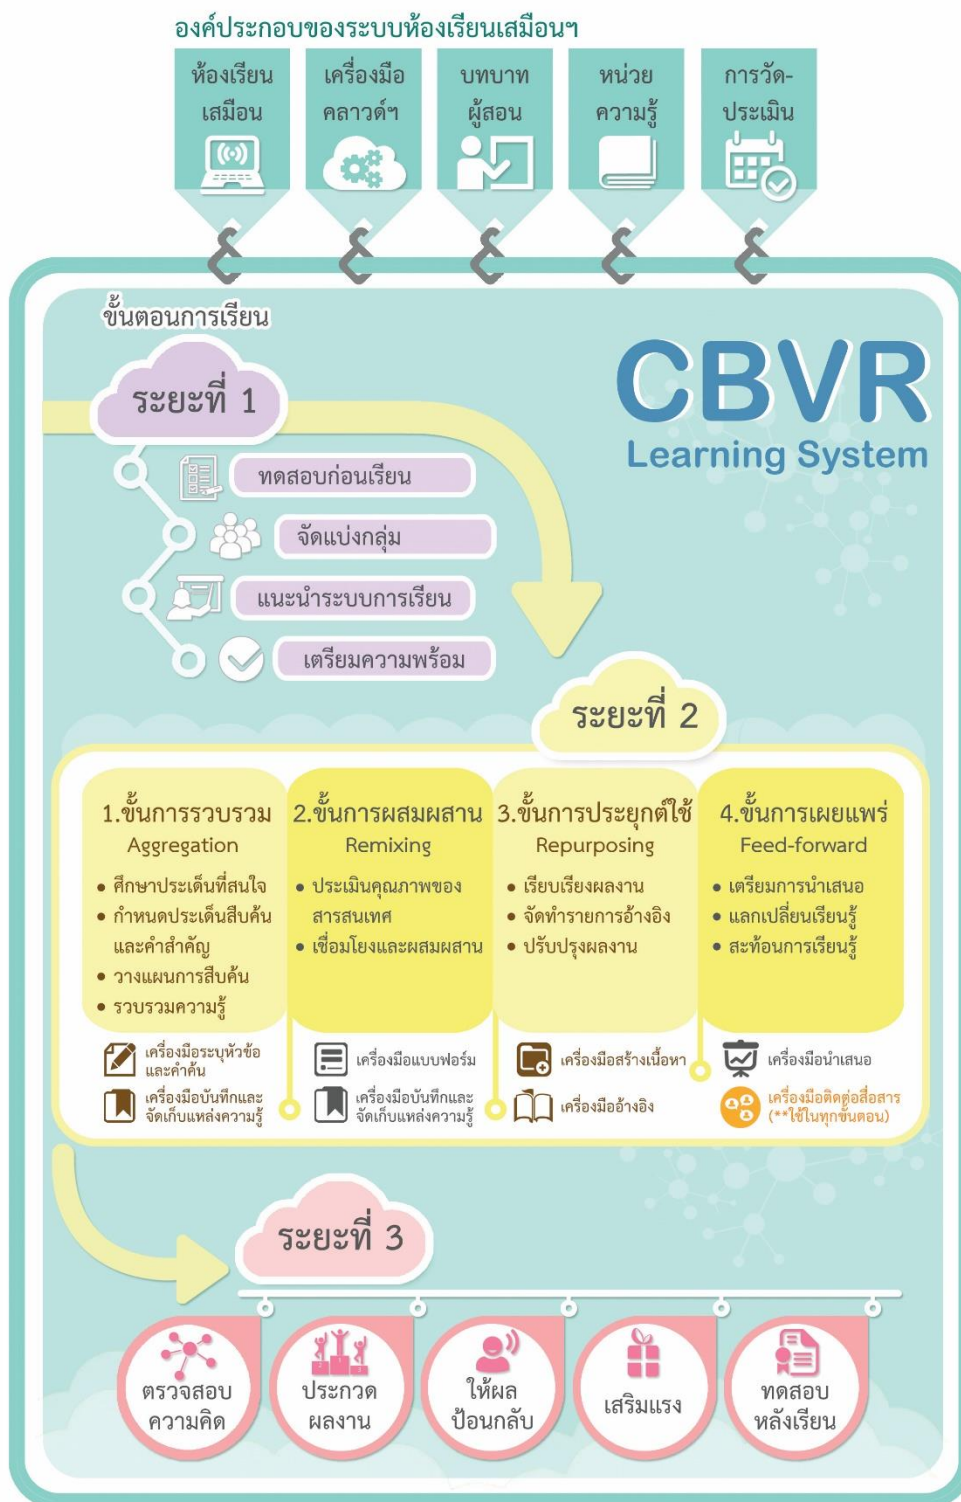 องค์ประกอบของระบบห้องเรียนเสมือนฯ
ห้องเรียน
เสมือน
เครื่องมือ
คลาวด์ฯ
บทบาท
ผู้สอน
หน่วย
ความรู้
การวัด-
ประเมิน
ขั้นตอนการเรียน
CBVR
Learning System
ระยะที่ 1
ทดสอบก่อนเรียน
จัดแบ่งกลุ่ม
แนะนำระบบการเรียน
เตรียมความพร้อม
ระยะที่ 2
1.ขั้นการรวบรวม
Aggregation
• ศึกษาประเด็นที่สนใจ
• กำหนดประเด็นสืบค้น
และคำสำคัญ
• วางแผนการสืบค้น
• รวบรวมความรู้
เครื่องมือระบุหัวข้อ
และคำค้น
เครื่องมือบันทึกและ
จัดเก็บแหล่งความรู้
2.ขั้นการผสมผสาน
Remixing
• ประเมินคุณภาพของ
สารสนเทศ
• เชื่อมโยงและผสมผสาน
เครื่องมือแบบฟอร์ม
เครื่องมือบันทึกและ
จัดเก็บแหล่งความรู้
3.ขั้นการประยุกต์ใช้
Repurposing
• เรียบเรียงผลงาน
• จัดทำรายการอ้างอิง
• ปรับปรุงผลงาน
เครื่องมือสร้างเนื้อหา
เครื่องมืออ้างอิง
4.ขั้นการเผยแพร่
Feed-forward
• เตรียมการนำเสนอ
• แลกเปลี่ยนเรียนรู้
• สะท้อนการเรียนรู้
เครื่องมือนำเสนอ
เครื่องมือติดต่อสื่อสาร
(**ใช้ในทุกขั้นตอน)
ระยะที่ 3
ตรวจสอบ
ความคิด
ประกวด
ผลงาน
ให้ผล
ป้อนกลับ
เสริมแรง
ทดสอบ
หลังเรียน